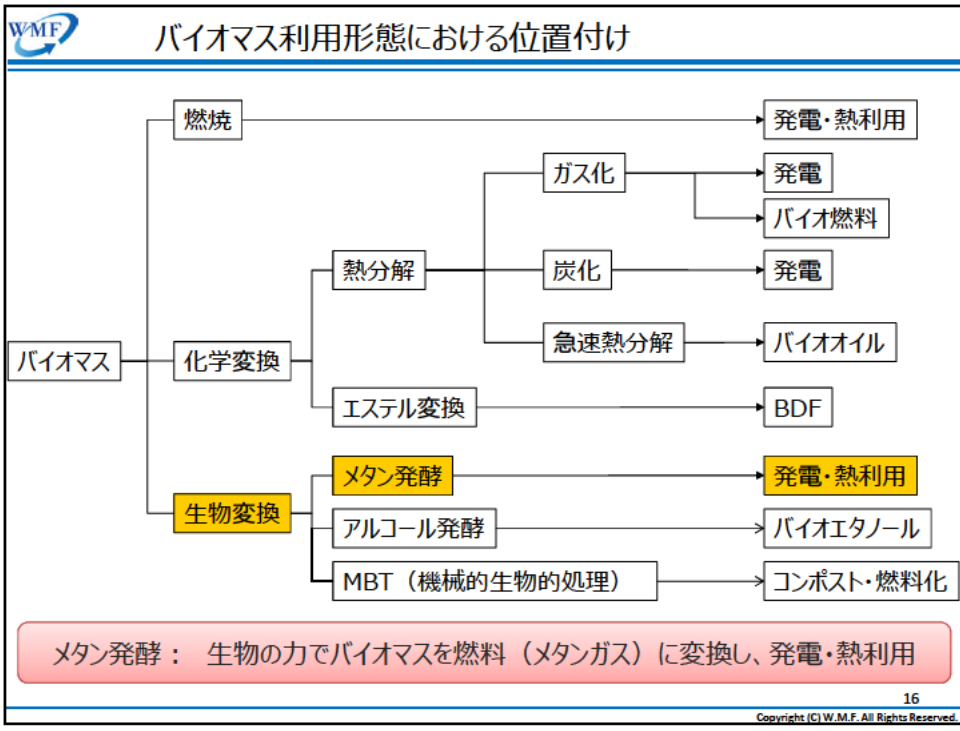 WMF
バイオマス利用形態における位置付け
燃焼
発電・熱利用
ガス化
発電
バイオ燃料
熱分解
炭化
発電
急速熱分解
バイオオイル
バイオマス
化学変換
エステル変換
BDF
メタン発酵
発電・熱利用
生物変換
アルコール発酵
バイオエタノール
MBT（機械的生物的処理）
コンポスト・燃料化
メタン発酵： 生物の力でバイオマスを燃料（メタンガス）に変換し、発電・熱利用
16
Copyright (C) W.M.F. All Rights Reserved.